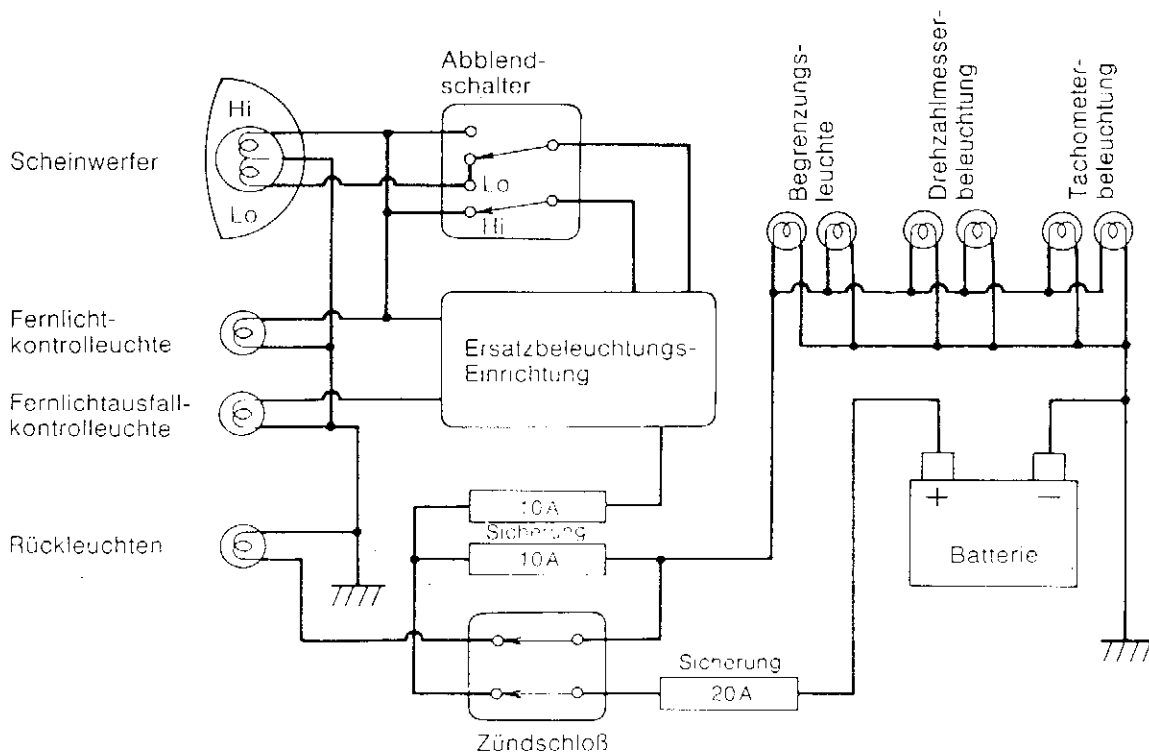 Abblend-
schalter
Hi
Scheinwerfer
Lo
Lo
Hi
Begrenzungs-
leuchte
Drehzahlmesser-
beleuchtung
Tachometer-
beleuchtung
Fernlicht-
kontrolleuchte
Ersatzbeleuchtungs-
Einrichtung
Fernlichtausfall-
kontrolleuchte
10A
Sicherung
10A
Rückleuchten
+
−
Batterie
Sicherung
20A
Zündschloß